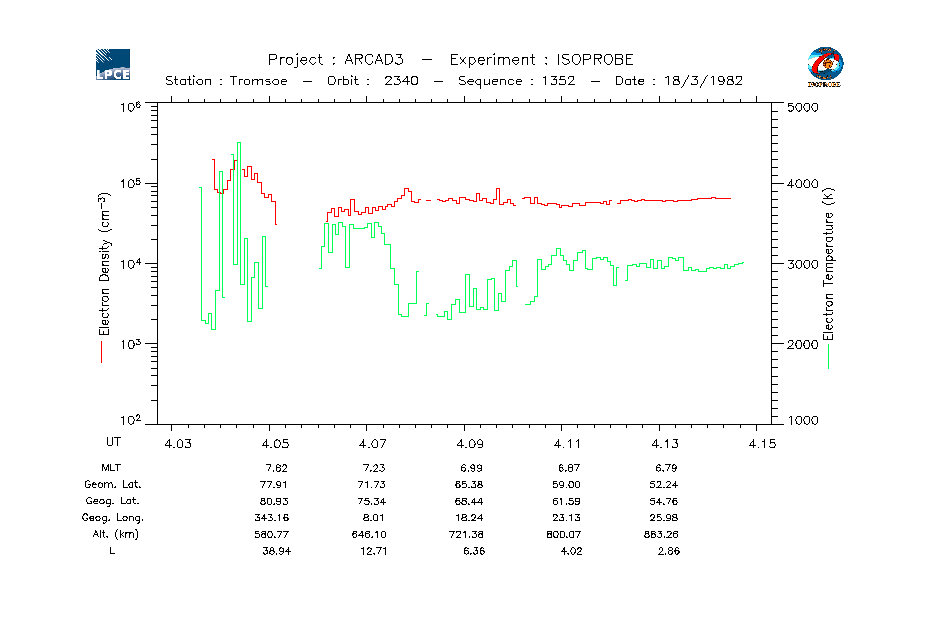 LPCE
Project : ARCAD3 – Experiment : ISOPROBE
ISOPROBE
Station : Tromsoe – Orbit : 2340 – Sequence : 1352 – Date : 18/3/1982
10^6 5000
10^5 4000
10^4 3000
10^3 2000
10^2 1000
Electron Density (cm^-3)
Electron Temperature (K)
UT 4.03 4.05 4.07 4.09 4.11 4.13 4.15
MLT 7.62 7.23 6.99 6.87 6.79
Geom. Lat. 77.91 71.73 65.38 59.00 52.24
Geog. Lat. 80.93 75.34 68.44 61.59 54.76
Geog. Long. 343.16 8.01 18.24 23.13 25.98
Alt. (km) 580.77 646.10 721.38 800.07 883.26
L 38.94 12.71 6.36 4.02 2.86